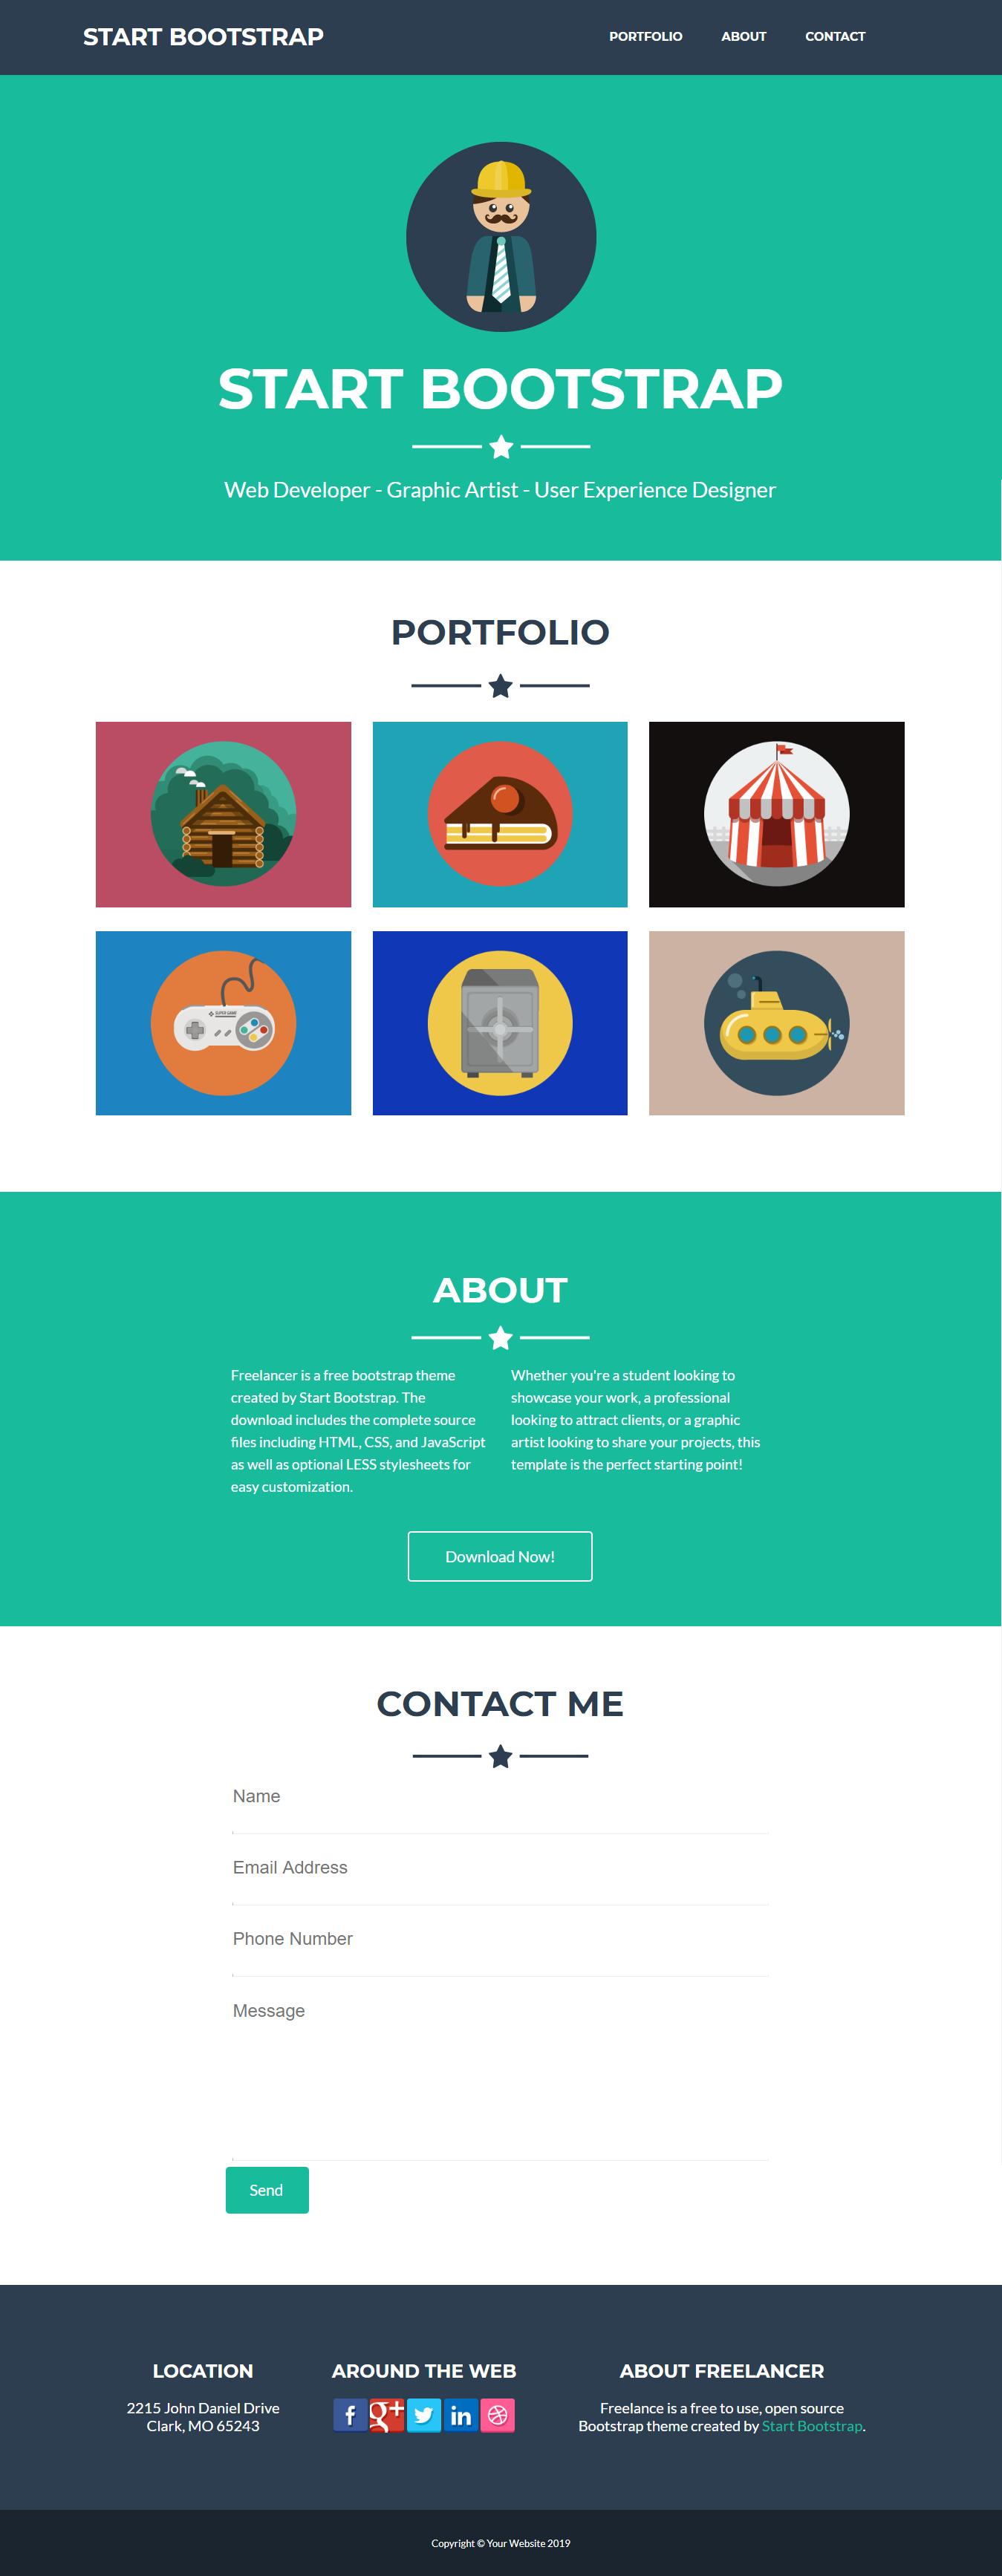 START BOOTSTRAP
PORTFOLIO ABOUT CONTACT
START BOOTSTRAP
Web Developer - Graphic Artist - User Experience Designer
PORTFOLIO
SUPER GAME
ABOUT
Freelancer is a free bootstrap theme
created by Start Bootstrap. The
download includes the complete source
files including HTML, CSS, and JavaScript
as well as optional LESS stylesheets for
easy customization.
Whether you're a student looking to
showcase your work, a professional
looking to attract clients, or a graphic
artist looking to share your projects, this
template is the perfect starting point!
Download Now!
CONTACT ME
Name
Email Address
Phone Number
Message
Send
LOCATION
2215 John Daniel Drive
Clark, MO 65243
AROUND THE WEB
f g+ in
ABOUT FREELANCER
Freelance is a free to use, open source
Bootstrap theme created by Start Bootstrap.
Copyright © Your Website 2019